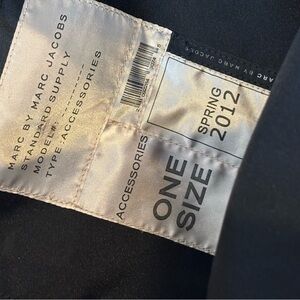 MARC BY MARC JACOBS
STANDARD SUPPLY
MODEL#:
TYPE: ACCESSORIES
ACCESSORIES
ONE
SIZE
SPRING
2012
MARC BY MARC JACOBS